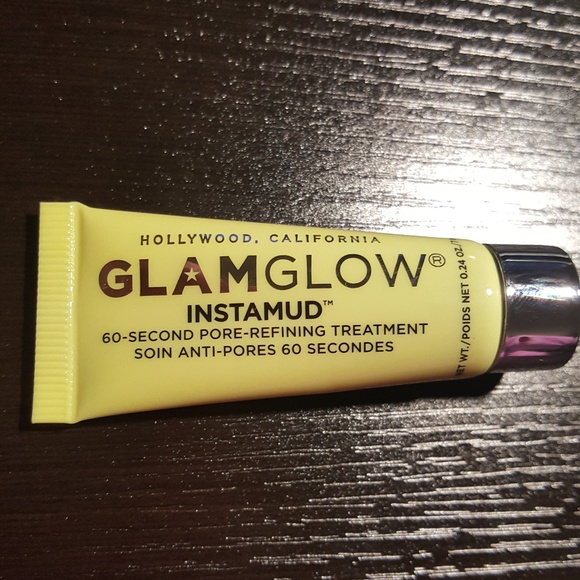 HOLLYWOOD, CALIFORNIA
GLAMGLOW®
INSTAMUD™
60-SECOND PORE-REFINING TREATMENT
SOIN ANTI-PORES 60 SECONDES
NET WT./POIDS NET 0.24 OZ